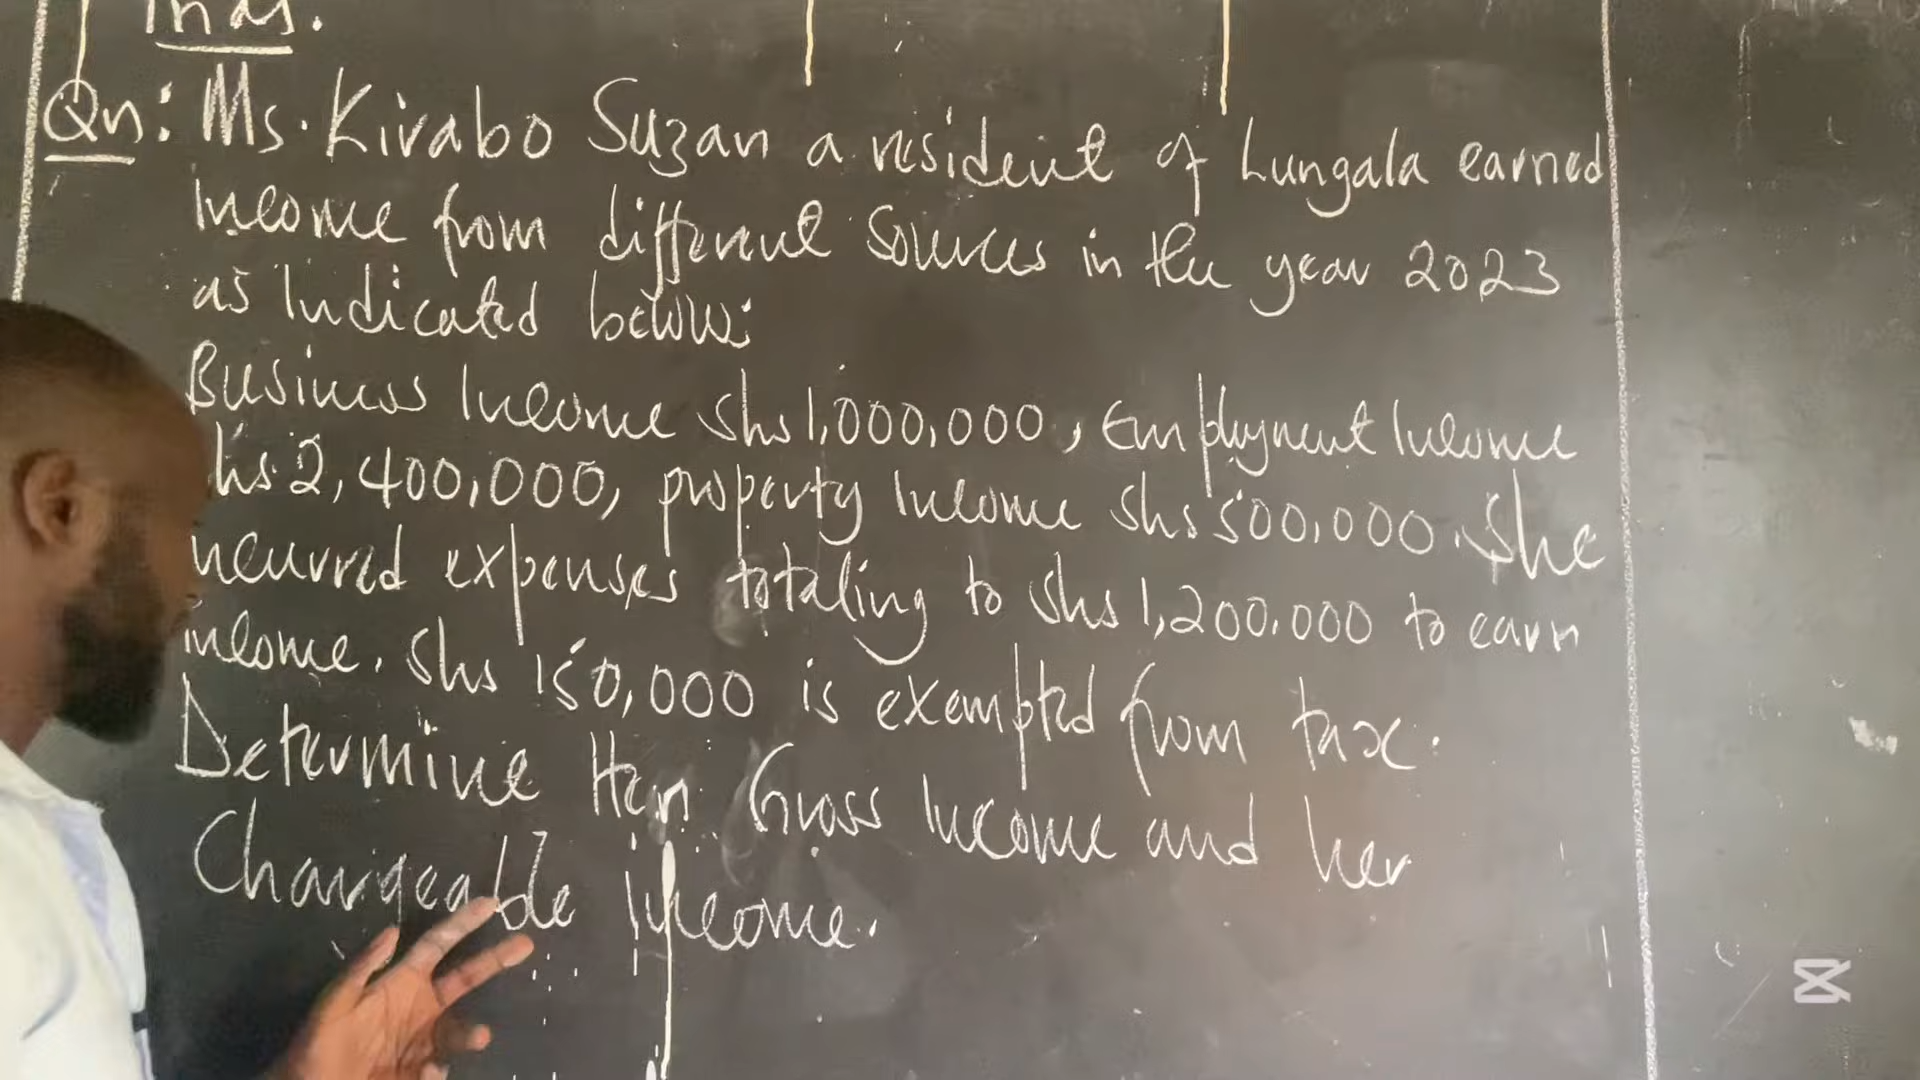 Qn: Ms. Kirabo Suzan a resident of Lungala earned
Income from different Sources in the year 2023
as Indicated below:
Business Income Shs 1,000,000, Employment Income
hs 2,400,000, property Income Shs 500,000. She
ncurred expenses totaling to Shs 1,200,000 to earn
income. Shs 150,000 is exempted from tax.
Determine Her Gross Income and her
Chargeable Income.